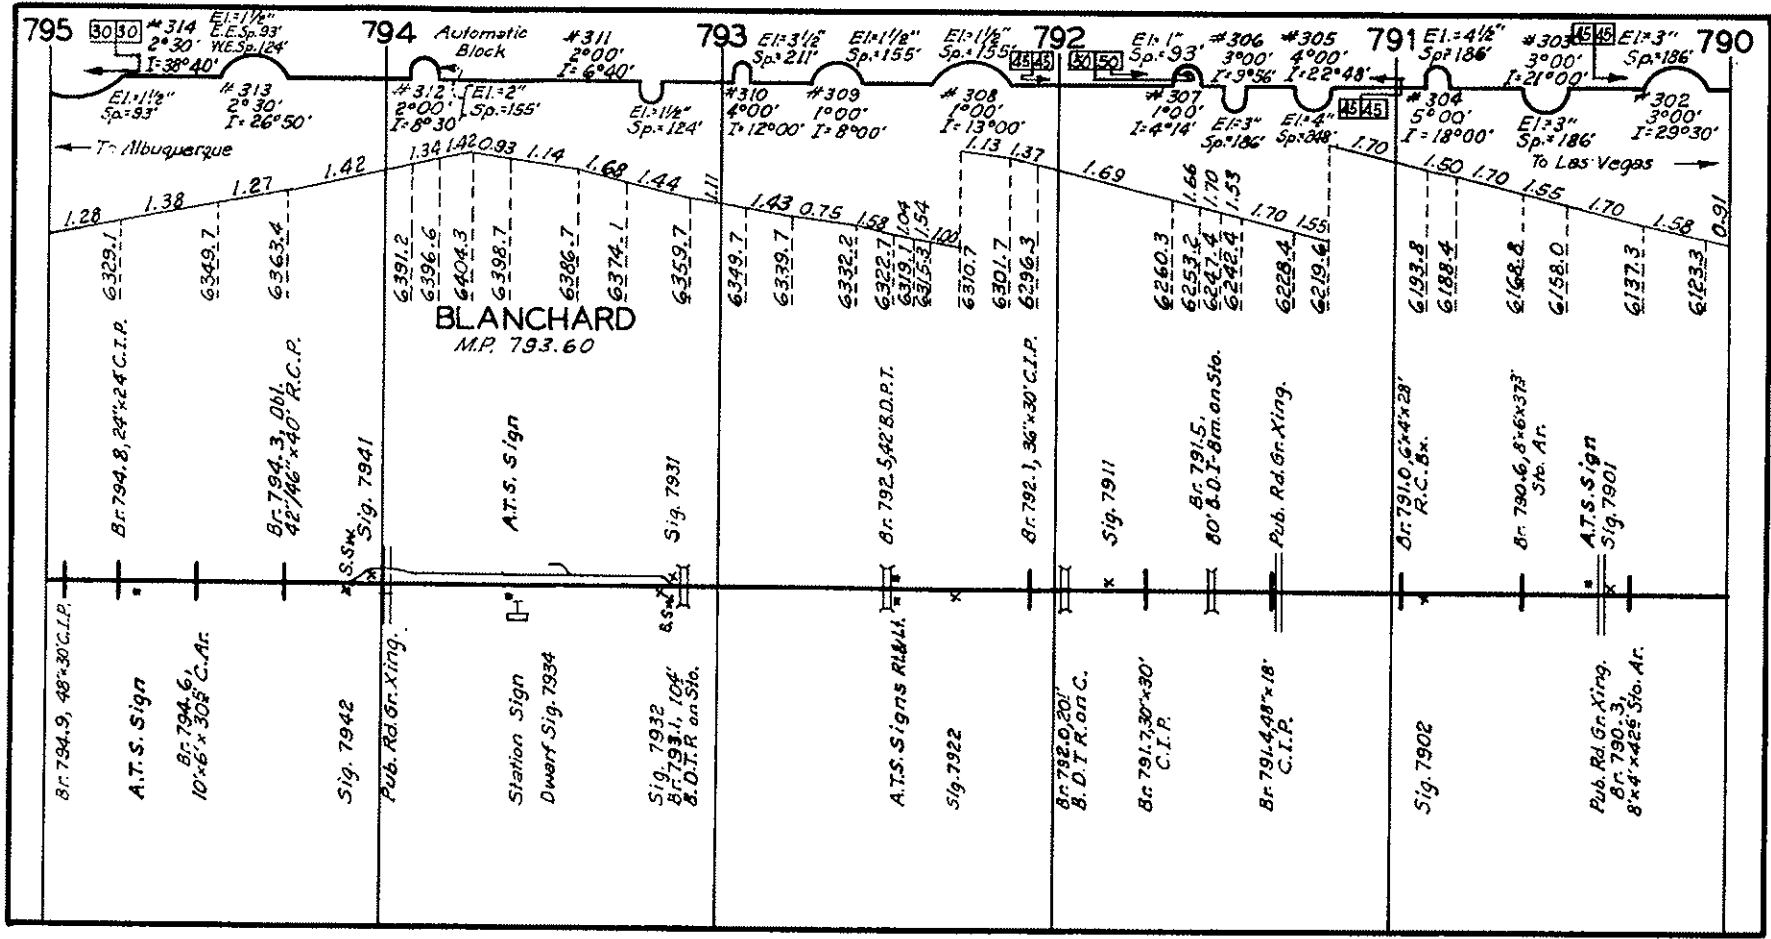 795
30 30
#314
2°30'
I=38°40'
El.=1½"
E.E.Sp.93'
W.E.Sp.124'
El.=1½"
Sp.=93'
#313
2°30'
I=26°50'
794
Automatic
Block
#312
2°00'
I=8°30'
El.=2"
Sp.=155'
#311
2°00'
I=6°40'
El.=1½"
Sp.=124'
793
El=3½"
Sp.=211'
#310
4°00'
I=12°00'
El.=1½"
Sp.=155'
#309
1°00'
I=8°00'
El.=1½"
Sp.=155'
#308
1°00'
I=13°00'
45 45
792
50 50
El.=1"
Sp.=93'
#307
1°00'
I=4°14'
#306
3°00'
I=9°56'
El=3"
Sp.=186'
#305
4°00'
I=22°48'
El.=4"
Sp.=248'
45 45
791
El.=4½"
Sp.=186'
#304
5°00'
I=18°00'
#303
3°00'
I=21°00'
El=3"
Sp.=186'
45 45
El=3"
Sp.=186'
#302
3°00'
I=29°30'
790
To Albuquerque
To Las Vegas
1.28
1.38
1.27
1.42
1.34
1.42
0.93
1.14
1.68
1.44
1.11
1.43
0.75
1.58
1.04
1.54
1.00
1.13
1.37
1.69
1.66
1.70
1.53
1.70
1.55
1.70
1.50
1.70
1.55
1.70
1.58
0.91
6329.1
6349.7
6363.4
6391.2
6396.6
6404.3
6398.7
6386.7
6374.1
6359.7
6349.7
6339.7
6332.2
6322.7
6319.1
6315.3
6310.7
6301.7
6296.3
6260.3
6253.2
6247.4
6242.4
6228.4
6219.4
6193.8
6188.4
6168.8
6158.0
6137.3
6123.3
BLANCHARD
M.P. 793.60
Br. 794.8, 24"x24' C.I.P.
Br. 794.3, Dbl.
42"/46"x40' R.C.P.
S.Sw.
Sig. 7941
A.T.S. Sign
Sig. 7931
Br. 792.5, 42' B.D.P.T.
Br. 792.1, 36"x30' C.I.P.
Sig. 7911
Br. 791.5,
80' B.D.I-Bm. on Sto.
Pub. Rd. Gr. Xing.
Br. 791.0, 6'x4'x28'
R.C. Bx.
Br. 790.6, 8'x6'x37'
Sto. Ar.
A.T.S. Sign
Sig. 7901
Br. 794.9, 48"x30' C.I.P.
A.T.S. Sign
Br. 794.6,
10'x6'x30' C. Ar.
Sig. 7942
Pub. Rd. Gr. Xing.
Station Sign
Dwarf Sig. 7934
B.Sw.
Sig. 7932
Br. 793.1, 104'
B.D.T.R. on Sto.
A.T.S. Signs Rt. & Lt.
Sig. 7922
Br. 792.0, 201'
B.D.T R. on C.
Br. 791.7, 30"x30'
C.I.P.
Br. 791.4, 48"x18'
C.I.P.
Sig. 7902
Pub. Rd. Gr. Xing.
Br. 790.3,
8'x4'x42' Sto. Ar.